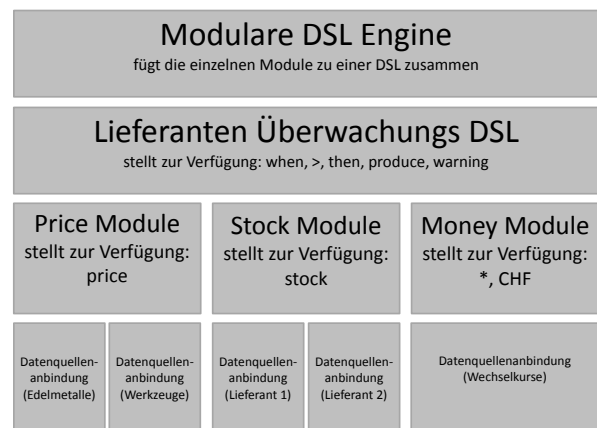 Modulare DSL Engine
fügt die einzelnen Module zu einer DSL zusammen
Lieferanten Überwachungs DSL
stellt zur Verfügung: when, >, then, produce, warning
Price Module
stellt zur Verfügung:
price
Stock Module
stellt zur Verfügung:
stock
Money Module
stellt zur Verfügung:
*, CHF
Datenquellen-
anbindung
(Edelmetalle)
Datenquellen-
anbindung
(Werkzeuge)
Datenquellen-
anbindung
(Lieferant 1)
Datenquellen-
anbindung
(Lieferant 2)
Datenquellenanbindung
(Wechselkurse)